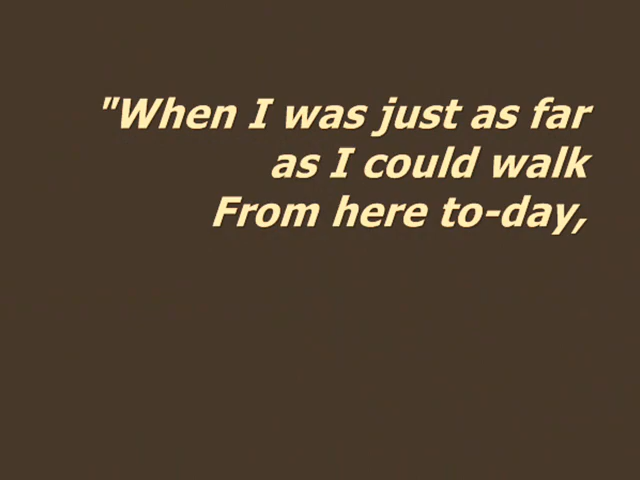 "When I was just as far
as I could walk
From here to-day,